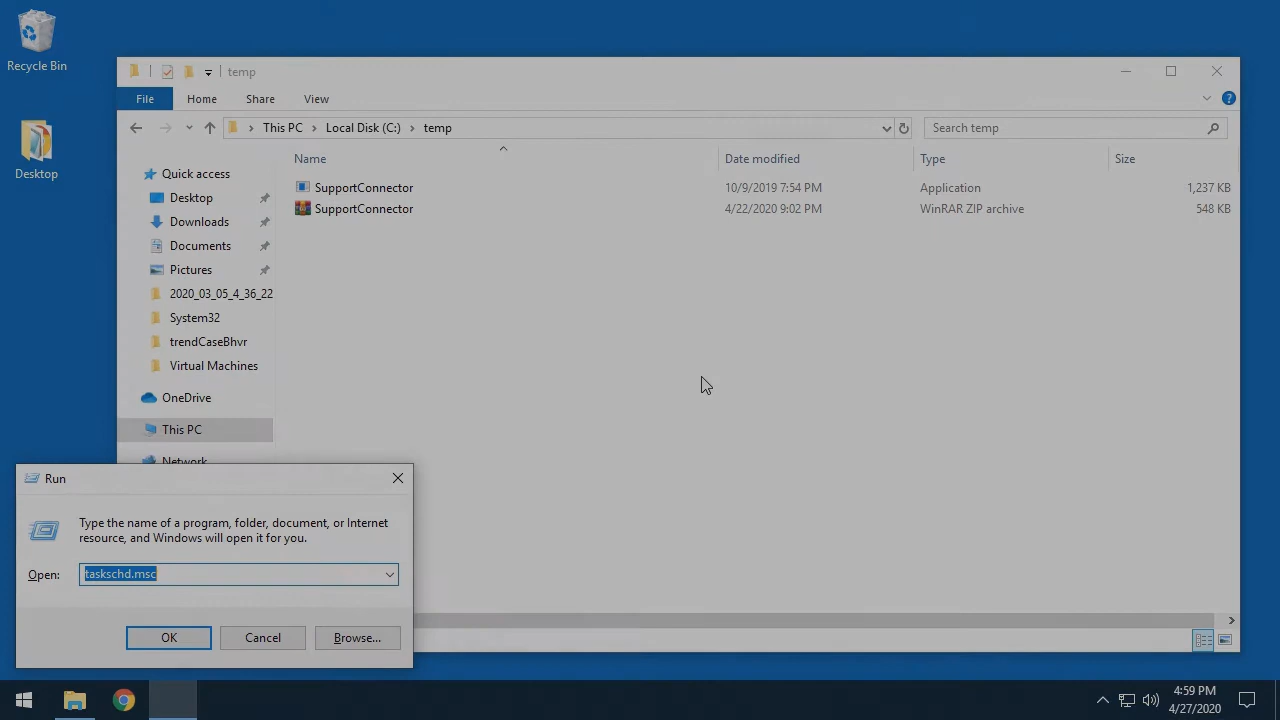 Recycle Bin
Desktop
temp
File Home Share View
This PC Local Disk (C:) temp
Search temp
Name Date modified Type Size
Quick access
Desktop
Downloads
Documents
Pictures
2020_03_05_4_36_22
System32
trendCaseBhvr
Virtual Machines
OneDrive
This PC
Network
SupportConnector 10/9/2019 7:54 PM Application 1,237 KB
SupportConnector 4/22/2020 9:02 PM WinRAR ZIP archive 548 KB
Run
Type the name of a program, folder, document, or Internet
resource, and Windows will open it for you.
Open: taskschd.msc
OK Cancel Browse...
4:59 PM
4/27/2020